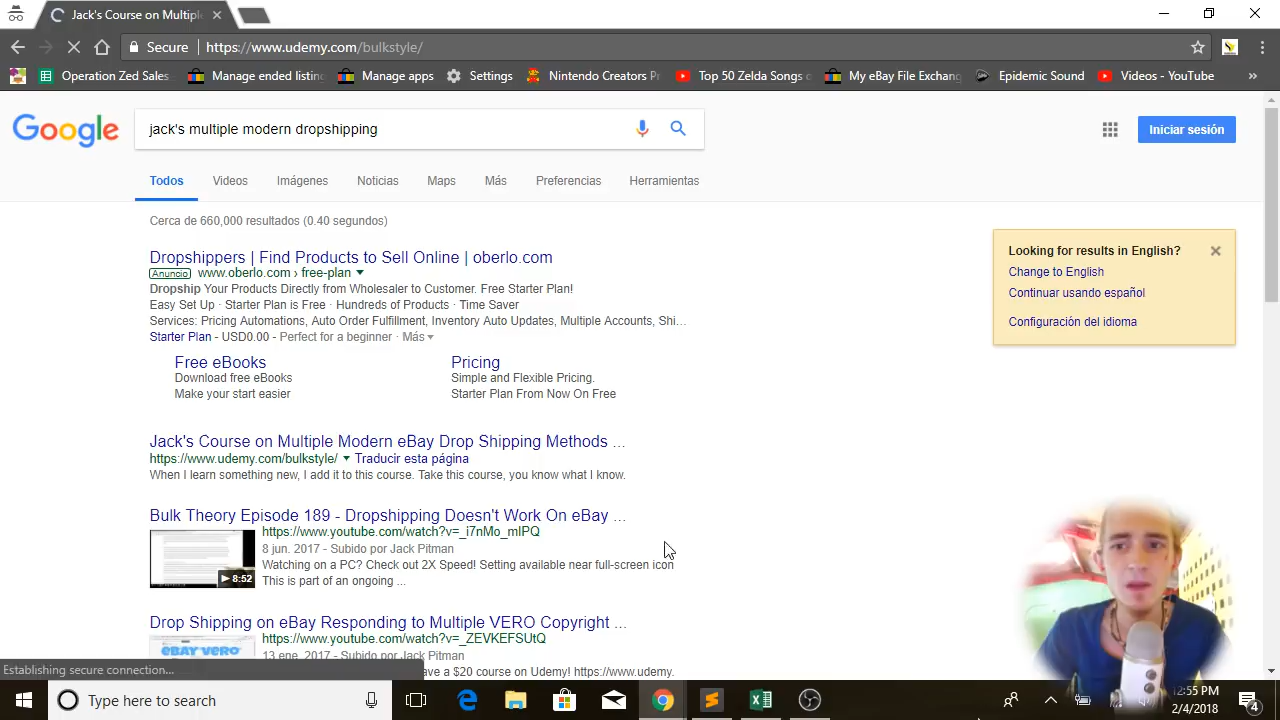 Jack's Course on Multipl
Secure https://www.udemy.com/bulkstyle/
Operation Zed Sales Manage ended listin Manage apps Settings Nintendo Creators Pr Top 50 Zelda Songs o My eBay File Exchang Epidemic Sound Videos - YouTube »
Google jack's multiple modern dropshipping Iniciar sesión
Todos Videos Imágenes Noticias Maps Más Preferencias Herramientas
Cerca de 660,000 resultados (0.40 segundos)
Looking for results in English?
Change to English
Continuar usando español
Configuración del idioma
Dropshippers | Find Products to Sell Online | oberlo.com
Anuncio www.oberlo.com › free-plan
Dropship Your Products Directly from Wholesaler to Customer. Free Starter Plan!
Easy Set Up · Starter Plan is Free · Hundreds of Products · Time Saver
Services: Pricing Automations, Auto Order Fulfillment, Inventory Auto Updates, Multiple Accounts, Shi...
Starter Plan - USD0.00 - Perfect for a beginner · Más
Free eBooks Pricing
Download free eBooks Simple and Flexible Pricing.
Make your start easier Starter Plan From Now On Free
Jack's Course on Multiple Modern eBay Drop Shipping Methods ...
https://www.udemy.com/bulkstyle/ Traducir esta página
When I learn something new, I add it to this course. Take this course, you know what I know.
Bulk Theory Episode 189 - Dropshipping Doesn't Work On eBay ...
https://www.youtube.com/watch?v=_i7nMo_mIPQ
8 jun. 2017 - Subido por Jack Pitman
Watching on a PC? Check out 2X Speed! Setting available near full-screen icon
This is part of an ongoing ...
8:52
Drop Shipping on eBay Responding to Multiple VERO Copyright ...
https://www.youtube.com/watch?v=_ZEVKEFSUtQ
13 ene. 2017 - Subido por Jack Pitman
ave a $20 course on Udemy! https://www.udemy.
ebay VERO
Establishing secure connection...
Type here to search
12:55 PM
2/4/2018
4